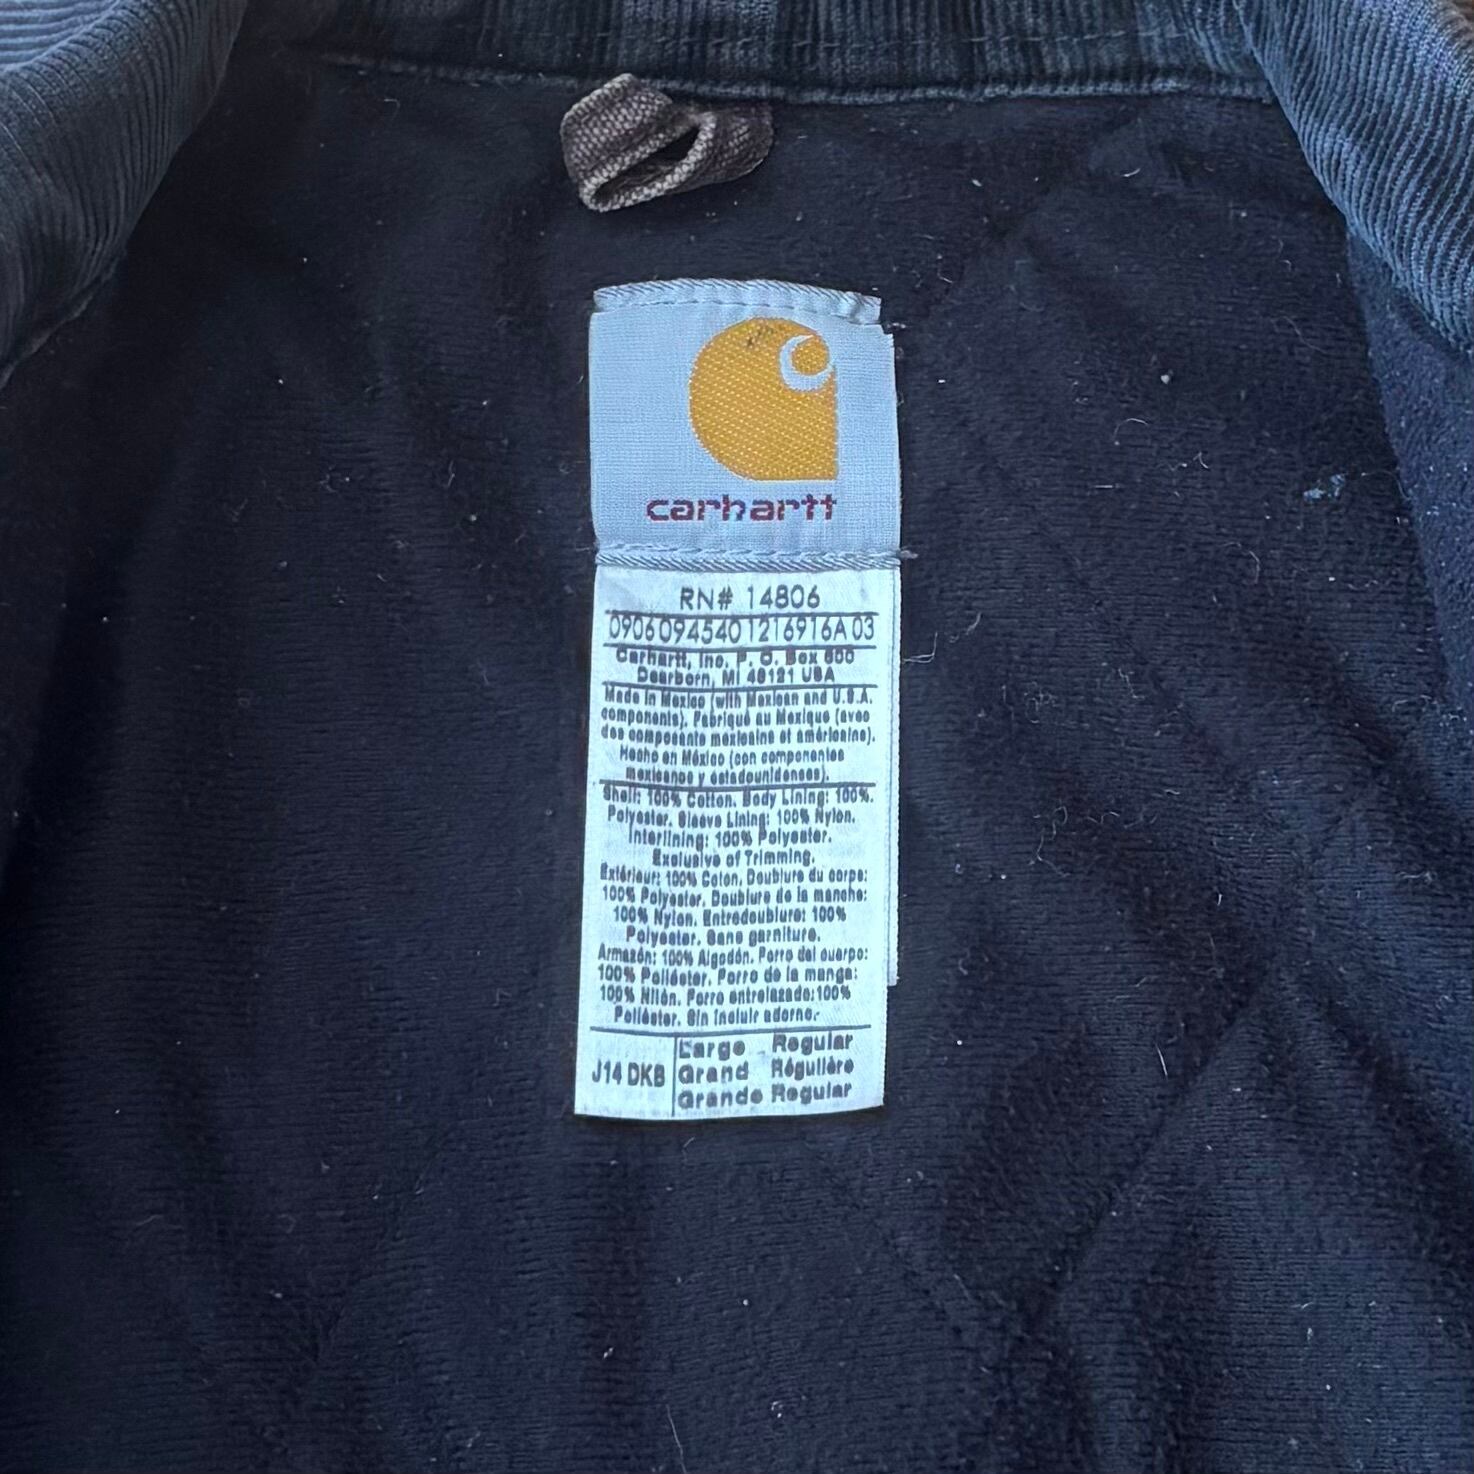 carhartt
RN# 14806
0906094540 1216916A 03
Carhartt, Inc. P. O. Box 600
Dearborn, MI 48121 USA
Made in Mexico (with Mexican and U.S.A.
components). Fabriqué au Mexique (avec
des composants mexicains et américains).
Hecho en México (con componentes
mexicanos y estadounidenses).
Shell: 100% Cotton. Body Lining: 100%.
Polyester. Sleeve Lining: 100% Nylon.
Interlining: 100% Polyester.
Exclusive of Trimming.
Extérieur: 100% Coton. Doublure du corps:
100% Polyester. Doublure de la manche:
100% Nylon. Entredoublure: 100%
Polyester. Sans garniture.
Armazón: 100% Algodón. Forro del cuerpo:
100% Poliéster. Forro de la manga:
100% Nilón. Forro entrelazado:100%
Poliéster. Sin incluir adorno.
J14 DKB
Large Regular
Grand Régulière
Grande Regular